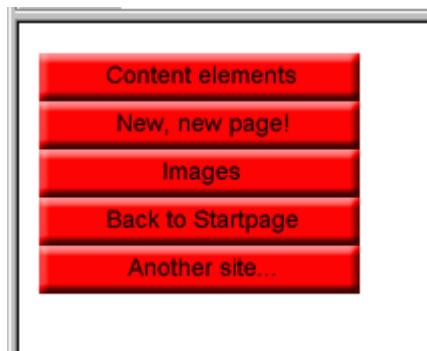 Content elements
New, new page!
Images
Back to Startpage
Another site...